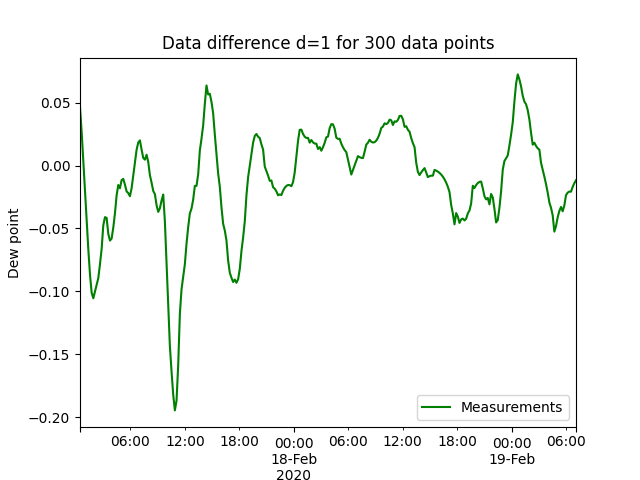 Data difference d=1 for 300 data points
Dew point
0.05
0.00
−0.05
−0.10
−0.15
−0.20
Measurements
06:00 12:00 18:00 00:00 06:00 12:00 18:00 00:00 06:00
18-Feb 19-Feb
2020